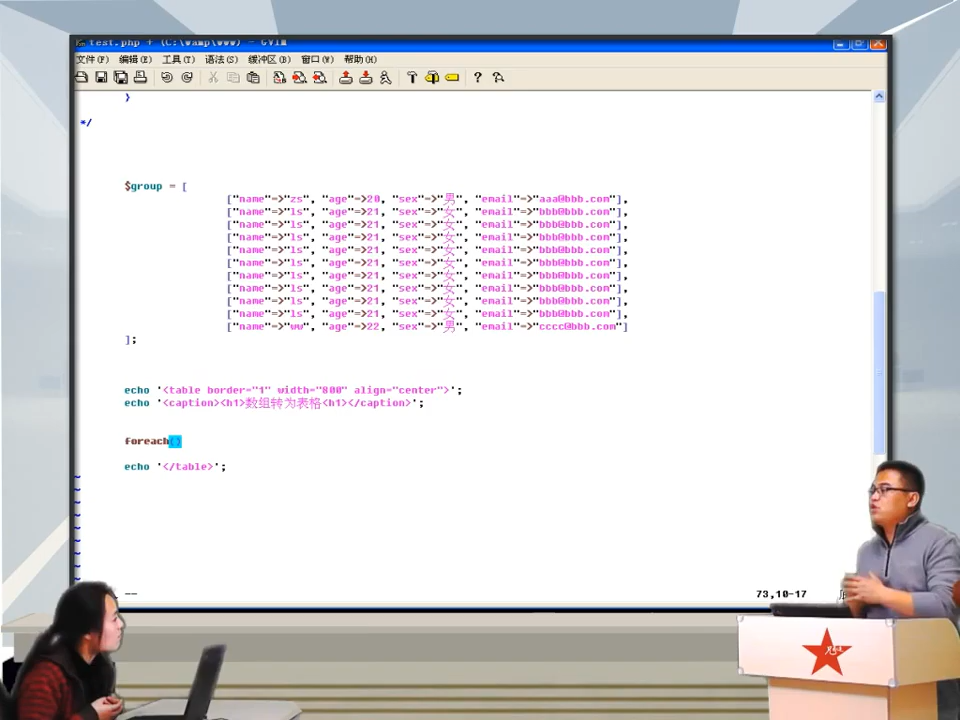 test.php + (C:\wamp\www) - GVIM
文件(F) 编辑(E) 工具(T) 语法(S) 缓冲区(B) 窗口(W) 帮助(H)
}
*/
$group = [
["name"=>"zs", "age"=>20, "sex"=>"男", "email"=>"aaa@bbb.com"],
["name"=>"ls", "age"=>21, "sex"=>"女", "email"=>"bbb@bbb.com"],
["name"=>"ls", "age"=>21, "sex"=>"女", "email"=>"bbb@bbb.com"],
["name"=>"ls", "age"=>21, "sex"=>"女", "email"=>"bbb@bbb.com"],
["name"=>"ls", "age"=>21, "sex"=>"女", "email"=>"bbb@bbb.com"],
["name"=>"ls", "age"=>21, "sex"=>"女", "email"=>"bbb@bbb.com"],
["name"=>"ls", "age"=>21, "sex"=>"女", "email"=>"bbb@bbb.com"],
["name"=>"ls", "age"=>21, "sex"=>"女", "email"=>"bbb@bbb.com"],
["name"=>"ls", "age"=>21, "sex"=>"女", "email"=>"bbb@bbb.com"],
["name"=>"ls", "age"=>21, "sex"=>"女", "email"=>"bbb@bbb.com"],
["name"=>"ww", "age"=>22, "sex"=>"男", "email"=>"cccc@bbb.com"]
];
echo '<table border="1" width="800" align="center">';
echo '<caption><h1>数组转为表格<h1></caption>';
foreach()
echo '</table>';
~
~
~
~
~
~
~
~
~
-- 73,10-17